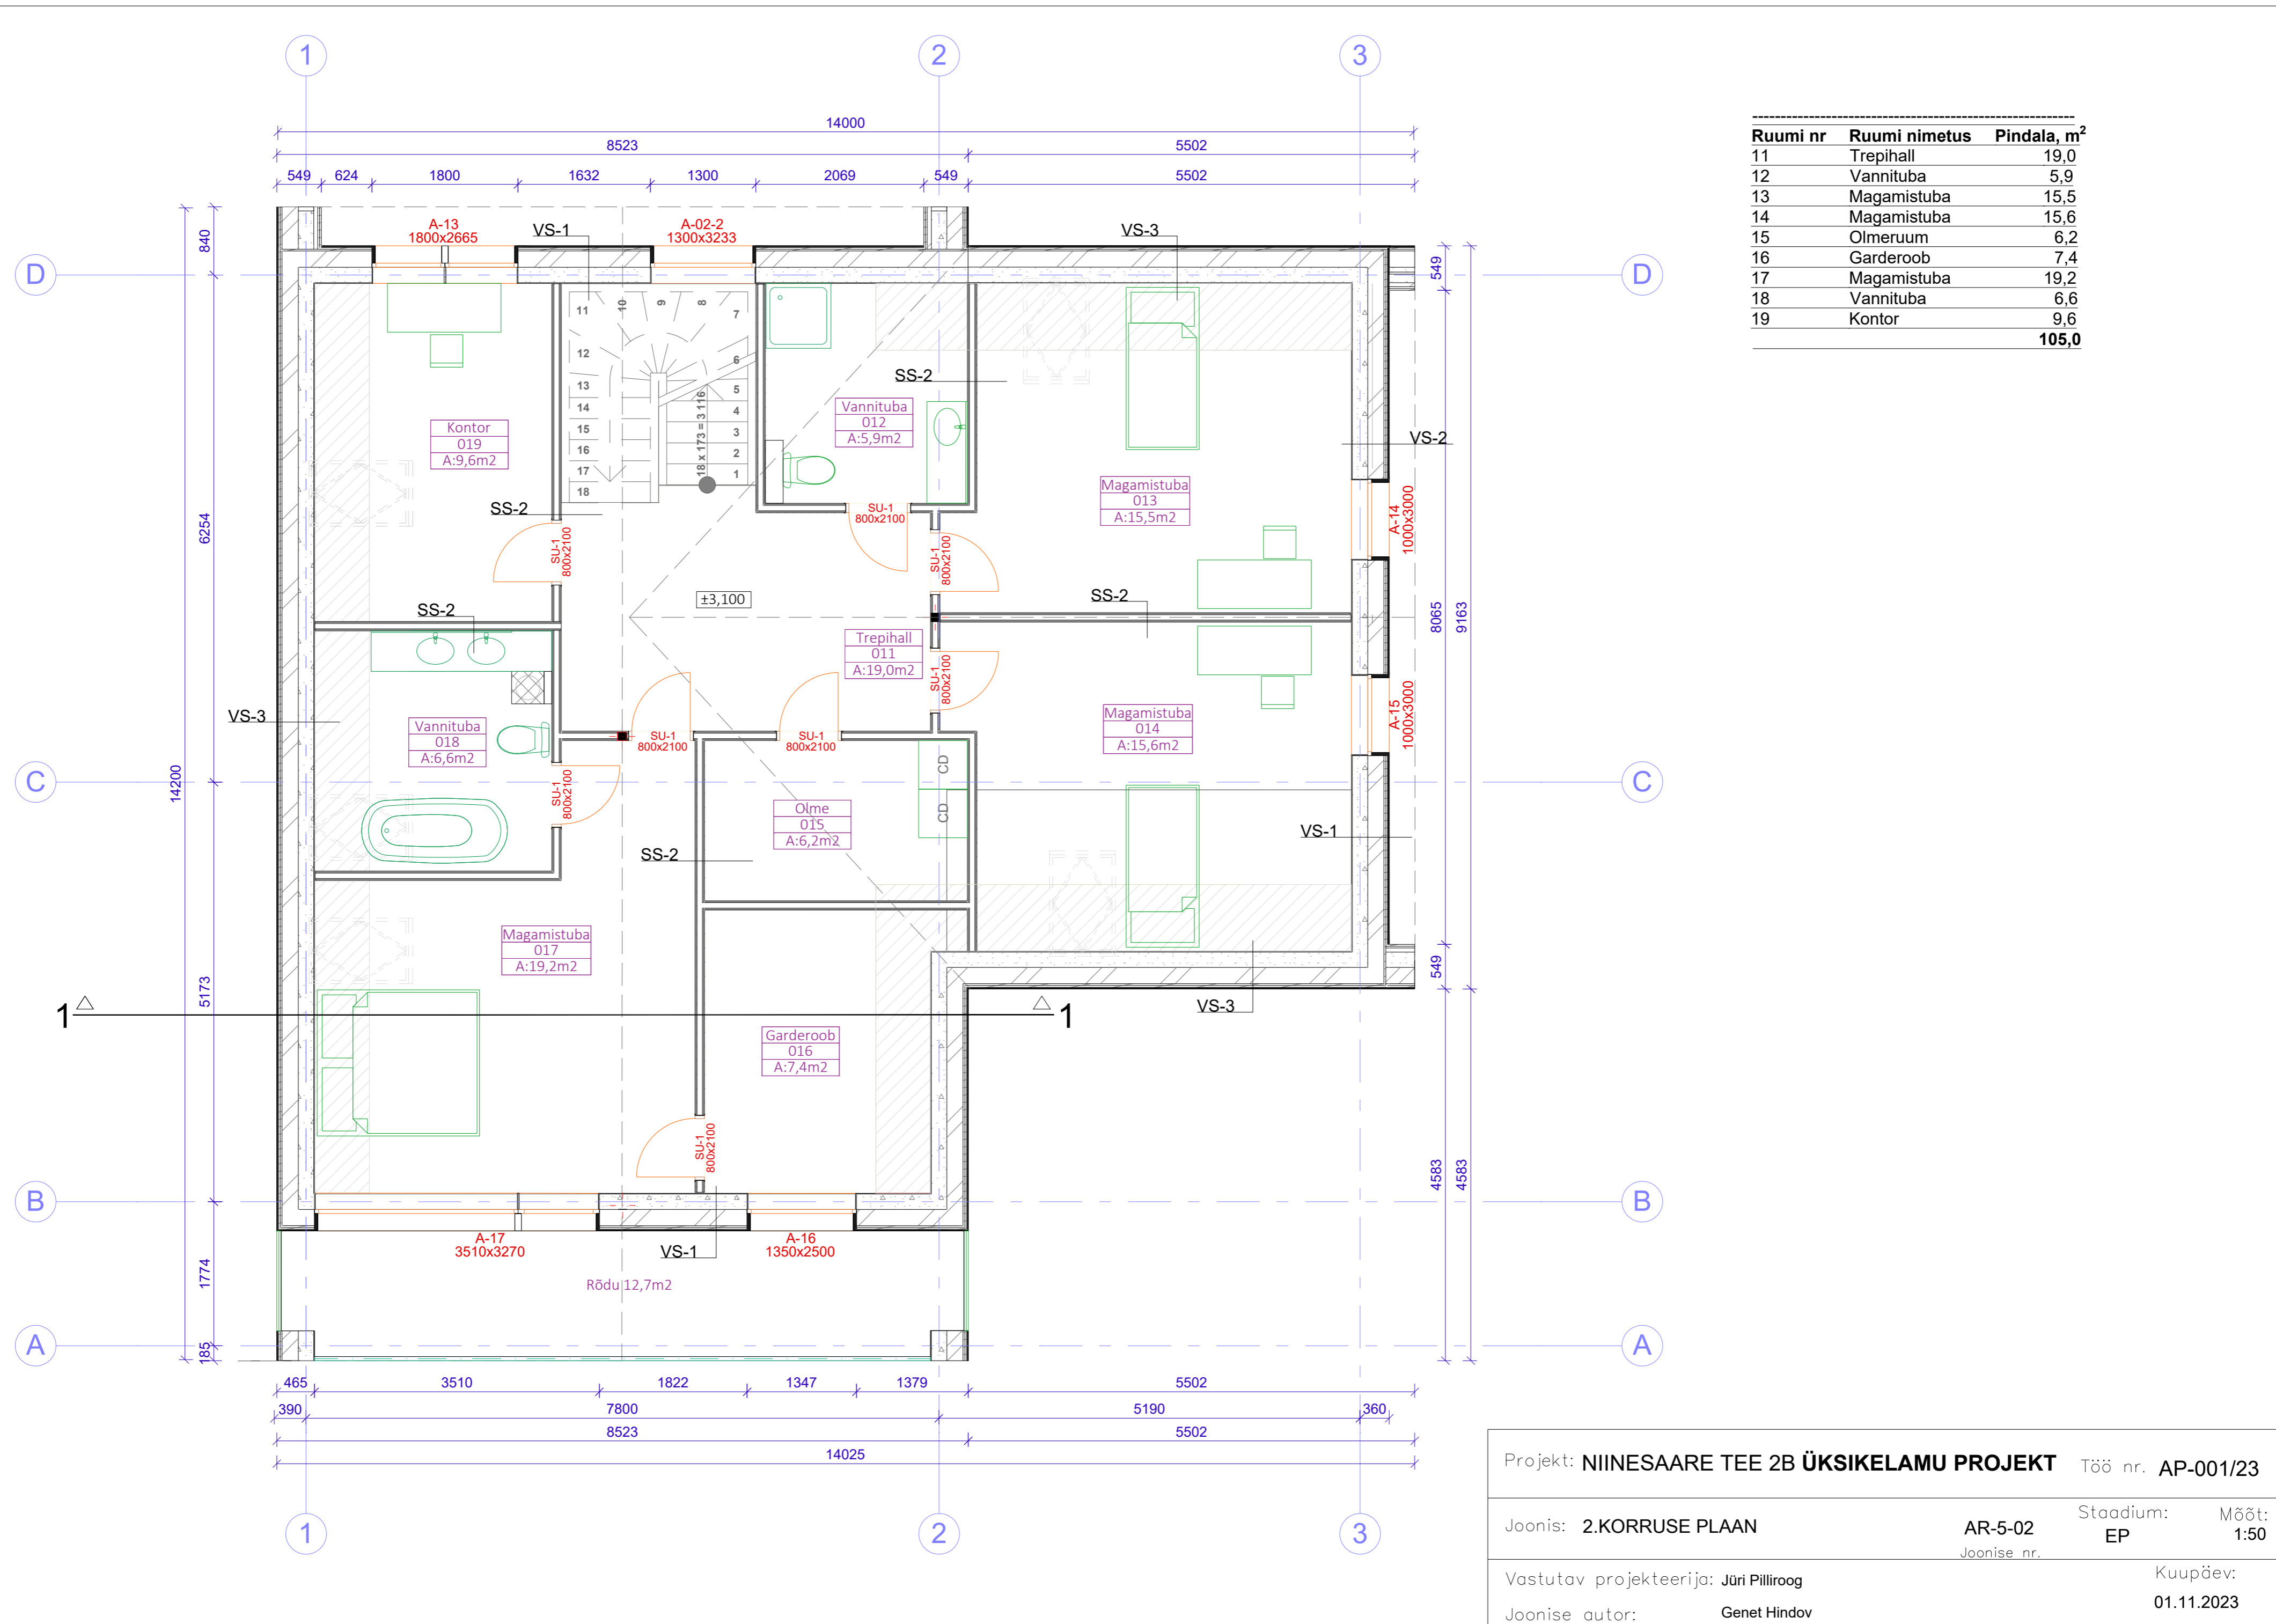 1 2 3
14000
8523 5502
549 624 1800 1632 1300 2069 549 5502
Ruumi nr Ruumi nimetus Pindala, m²
11 Trepihall 19,0
12 Vannituba 5,9
13 Magamistuba 15,5
14 Magamistuba 15,6
15 Olmeruum 6,2
16 Garderoob 7,4
17 Magamistuba 19,2
18 Vannituba 6,6
19 Kontor 9,6
105,0
A-13
1800x2665
VS-1
A-02-2
1300x3233
VS-3
840
549
D D
11 10 9 8 7
12 6
13 5
14 4
15 3
16 2
17 1
18
18 x 173 = 3 116
SS-2
Vannituba
012
A:5,9m2
Kontor
019
A:9,6m2
VS-2
Magamistuba
013
A:15,5m2
SS-2
SU-1
800x2100
A-14
1000x3000
6254
SU-1
800x2100
SU-1
800x2100
±3,100
SS-2
SS-2
8065
9163
Trepihall
011
A:19,0m2
SU-1
800x2100
VS-3
Vannituba
018
A:6,6m2
SU-1
800x2100
SU-1
800x2100
Magamistuba
014
A:15,6m2
A-15
1000x3000
14200
C C
SU-1
800x2100
CD
CD
Olme
015
A:6,2m2
VS-1
SS-2
Magamistuba
017
A:19,2m2
549
5173
1 1
VS-3
Garderoob
016
A:7,4m2
SU-1
800x2100
4583
4583
B B
A-17
3510x3270
VS-1
A-16
1350x2500
1774
Rõdu 12,7m2
A A
185
465 3510 1822 1347 1379 5502
390 7800 5190 360
8523 5502
14025
1 2 3
Projekt: NIINESAARE TEE 2B ÜKSIKELAMU PROJEKT Töö nr. AP-001/23
Joonis: 2.KORRUSE PLAAN AR-5-02 Joonise nr. Staadium: EP Mõõt: 1:50
Vastutav projekteerija: Jüri Pilliroog Kuupäev:
01.11.2023
Joonise autor: Genet Hindov